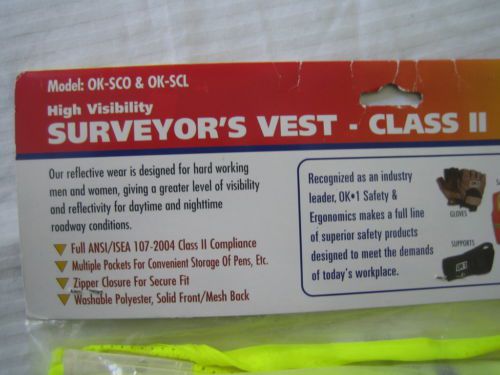 Model: OK-SCO & OK-SCL
High Visibility
SURVEYOR'S VEST - CLASS II
Our reflective wear is designed for hard working
men and women, giving a greater level of visibility
and reflectivity for daytime and nighttime
roadway conditions.
Full ANSI/ISEA 107-2004 Class II Compliance
Multiple Pockets For Convenient Storage Of Pens, Etc.
Zipper Closure For Secure Fit
Washable Polyester, Solid Front/Mesh Back
Recognized as an industry
leader, OK•1 Safety &
Ergonomics makes a full line
of superior safety products
designed to meet the demands
of today's workplace.
GLOVES
SUPPORTS
OK-1